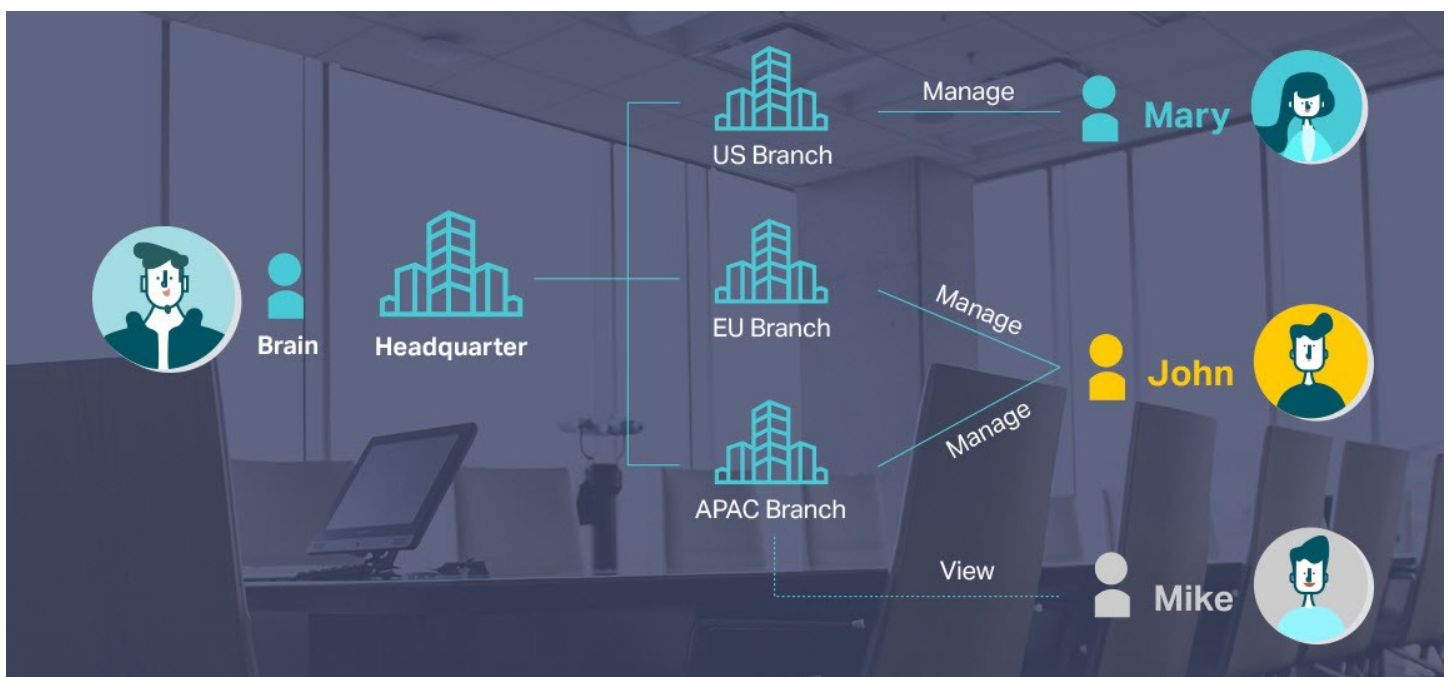 Manage
Mary
US Branch
Brain
Headquarter
EU Branch
Manage
John
Manage
APAC Branch
View
Mike